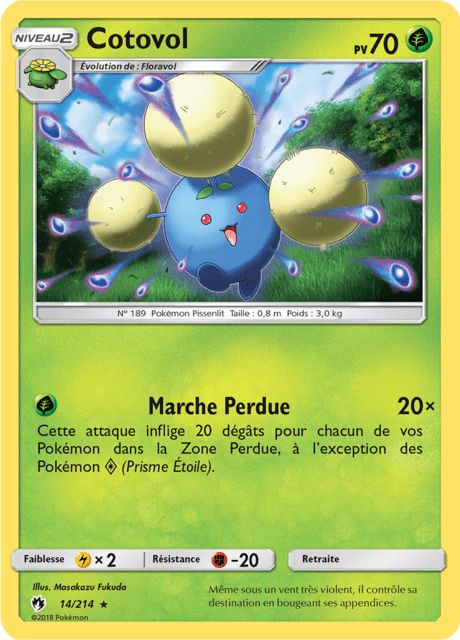 NIVEAU2
Cotovol
PV70
Évolution de : Floravol
N° 189 Pokémon Pissenlit Taille : 0,8 m Poids : 3,0 kg
Marche Perdue 20×
Cette attaque inflige 20 dégâts pour chacun de vos
Pokémon dans la Zone Perdue, à l'exception des
Pokémon ◇ (Prisme Étoile).
Faiblesse ×2 Résistance -20 Retraite
Illus. Masakazu Fukuda
14/214 ★
©2018 Pokémon
Même sous un vent très violent, il contrôle sa
destination en bougeant ses appendices.